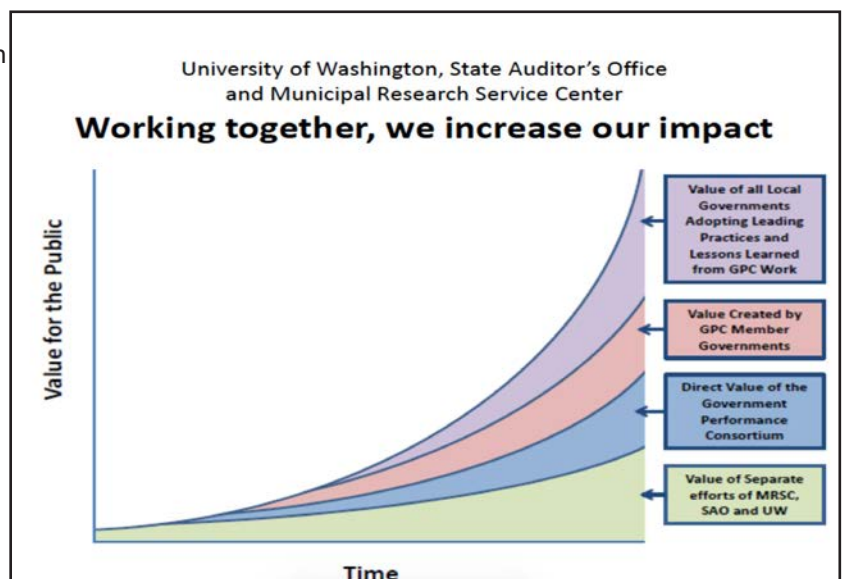 n
University of Washington, State Auditor's Office
and Municipal Research Service Center
Working together, we increase our impact
Value for the Public
Value of all Local
Governments
Adopting Leading
Practices and
Lessons Learned
from GPC Work
Value Created by
GPC Member
Governments
Direct Value of the
Government
Performance
Consortium
Value of Separate
efforts of MRSC,
SAO and UW
Time